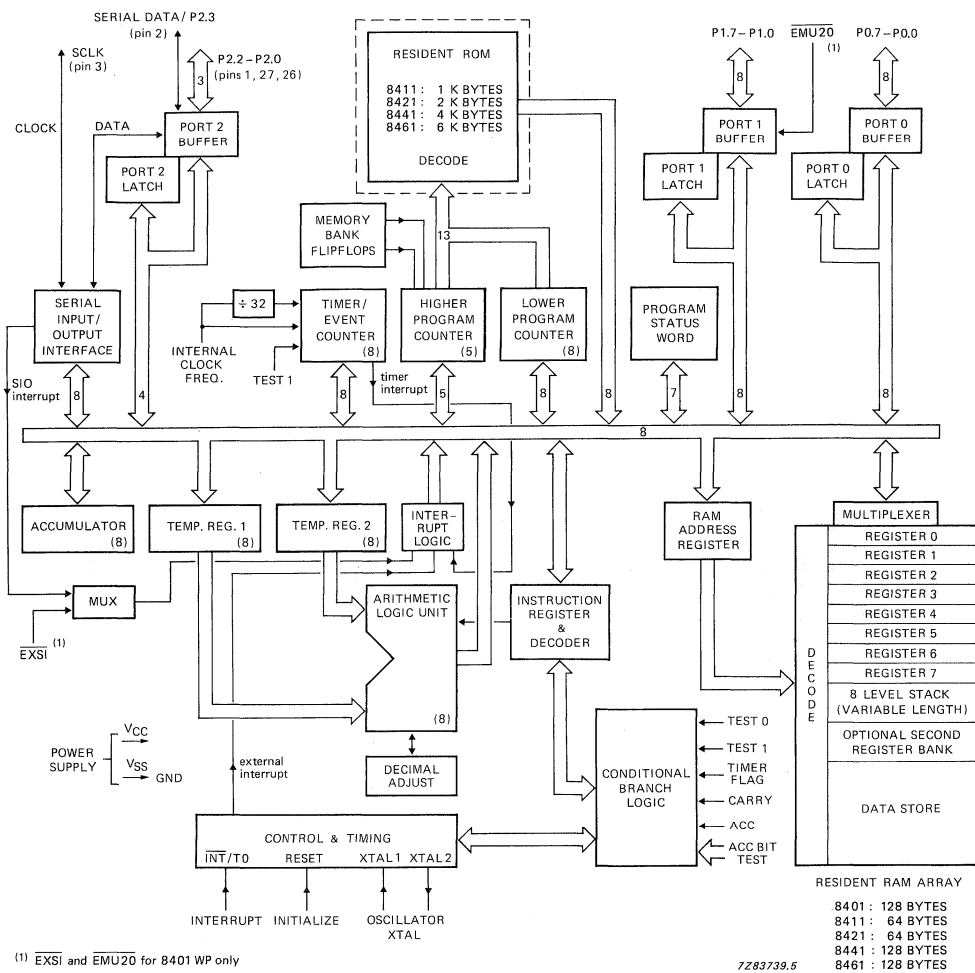 SERIAL DATA/ P2.3
(pin 2)
SCLK
(pin 3)
P2.2–P2.0
(pins 1, 27, 26)
3
CLOCK
DATA
PORT 2
BUFFER
PORT 2
LATCH
RESIDENT ROM
8411: 1 K BYTES
8421: 2 K BYTES
8441: 4 K BYTES
8461: 6 K BYTES
DECODE
P1.7–P1.0
EMU20
(1)
P0.7–P0.0
8
8
PORT 1
BUFFER
PORT 0
BUFFER
PORT 1
LATCH
PORT 0
LATCH
MEMORY
BANK
FLIPFLOPS
13
÷ 32
SERIAL
INPUT/
OUTPUT
INTERFACE
TIMER/
EVENT
COUNTER
(8)
HIGHER
PROGRAM
COUNTER
(5)
LOWER
PROGRAM
COUNTER
(8)
PROGRAM
STATUS
WORD
INTERNAL
CLOCK
FREQ.
TEST 1
SIO
interrupt
timer
interrupt
8
4
8
5
8
8
7
8
8
8
ACCUMULATOR
(8)
TEMP. REG. 1
(8)
TEMP. REG. 2
(8)
INTER–
RUPT
LOGIC
RAM
ADDRESS
REGISTER
MULTIPLEXER
REGISTER 0
REGISTER 1
REGISTER 2
REGISTER 3
REGISTER 4
REGISTER 5
REGISTER 6
REGISTER 7
8 LEVEL STACK
(VARIABLE LENGTH)
OPTIONAL SECOND
REGISTER BANK
DATA STORE
DECODE
MUX
EXSI (1)
ARITHMETIC
LOGIC UNIT
(8)
INSTRUCTION
REGISTER
&
DECODER
DECIMAL
ADJUST
POWER
SUPPLY
VCC
VSS
GND
external
interrupt
CONDITIONAL
BRANCH
LOGIC
TEST 0
TEST 1
TIMER
FLAG
CARRY
ACC
ACC BIT
TEST
CONTROL & TIMING
INT/T0 RESET XTAL1 XTAL2
INTERRUPT INITIALIZE OSCILLATOR
XTAL
RESIDENT RAM ARRAY
8401 : 128 BYTES
8411 : 64 BYTES
8421 : 64 BYTES
8441 : 128 BYTES
8461 : 128 BYTES
(1) EXSI and EMU20 for 8401 WP only
7Z83739.5